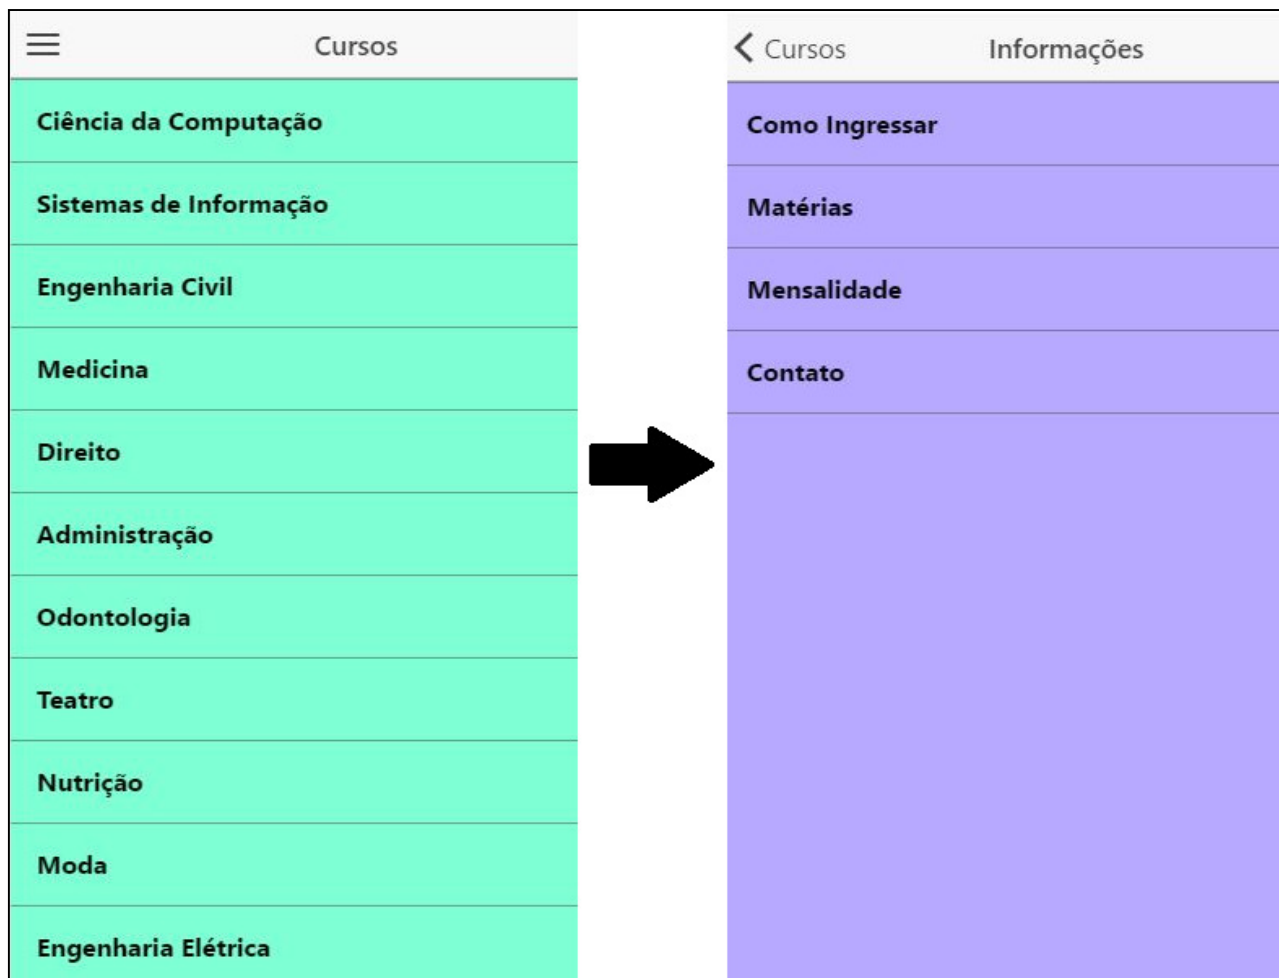 Cursos
Ciência da Computação
Sistemas de Informação
Engenharia Civil
Medicina
Direito
Administração
Odontologia
Teatro
Nutrição
Moda
Engenharia Elétrica
Cursos
Informações
Como Ingressar
Matérias
Mensalidade
Contato